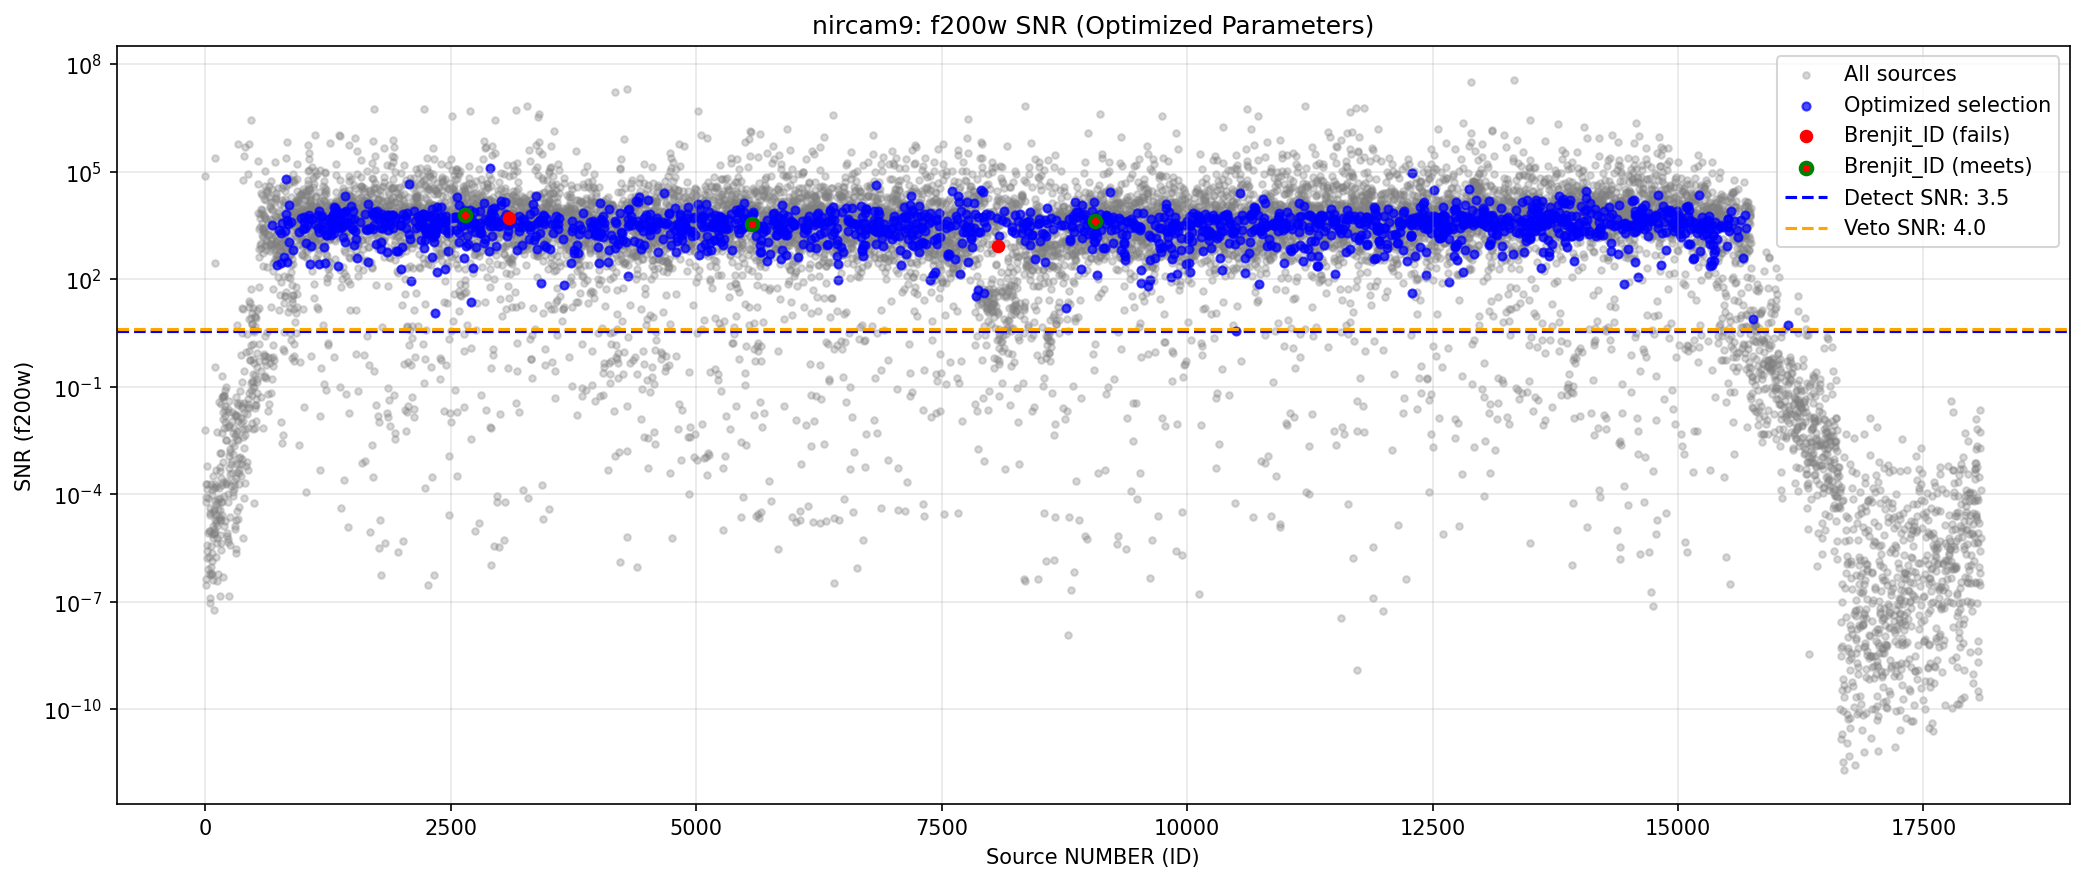 nircam9: f200w SNR (Optimized Parameters)
SNR (f200w)
10^8
10^5
10^2
10^-1
10^-4
10^-7
10^-10
All sources
Optimized selection
Brenjit_ID (fails)
Brenjit_ID (meets)
Detect SNR: 3.5
Veto SNR: 4.0
0 2500 5000 7500 10000 12500 15000 17500
Source NUMBER (ID)